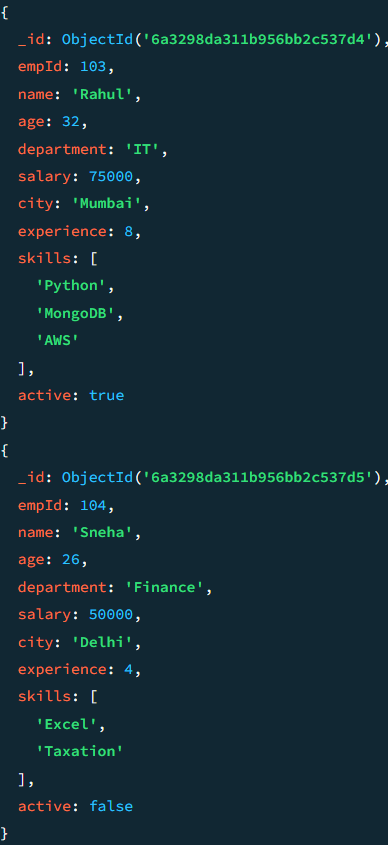 {
  _id: ObjectId('6a3298da311b956bb2c537d4'),
  empId: 103,
  name: 'Rahul',
  age: 32,
  department: 'IT',
  salary: 75000,
  city: 'Mumbai',
  experience: 8,
  skills: [
    'Python',
    'MongoDB',
    'AWS'
  ],
  active: true
}
{
  _id: ObjectId('6a3298da311b956bb2c537d5'),
  empId: 104,
  name: 'Sneha',
  age: 26,
  department: 'Finance',
  salary: 50000,
  city: 'Delhi',
  experience: 4,
  skills: [
    'Excel',
    'Taxation'
  ],
  active: false
}